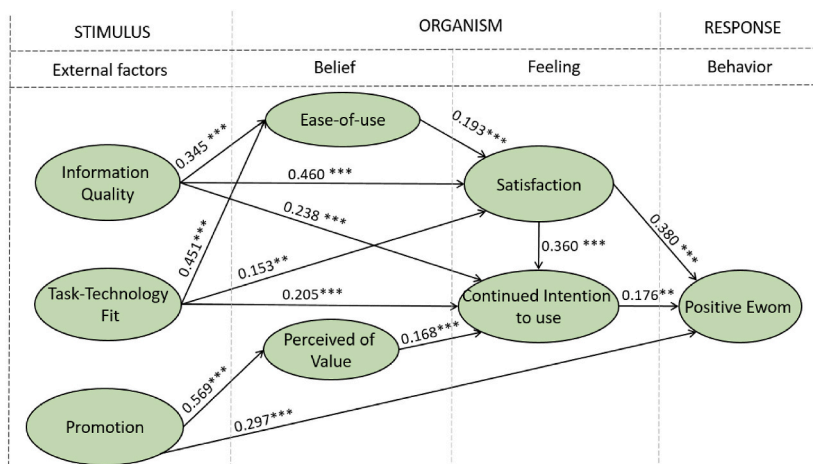 STIMULUS
ORGANISM
RESPONSE
External factors
Belief
Feeling
Behavior
Ease-of-use
0.193***
0.345 ***
Information
Quality
0.460 ***
Satisfaction
0.238 ***
0.451***
0.153**
0.360 ***
0.380 ***
Task-Technology
Fit
0.205***
Continued Intention
to use
0.176**
Positive Ewom
Perceived of
Value
0.168***
0.569***
Promotion
0.297***